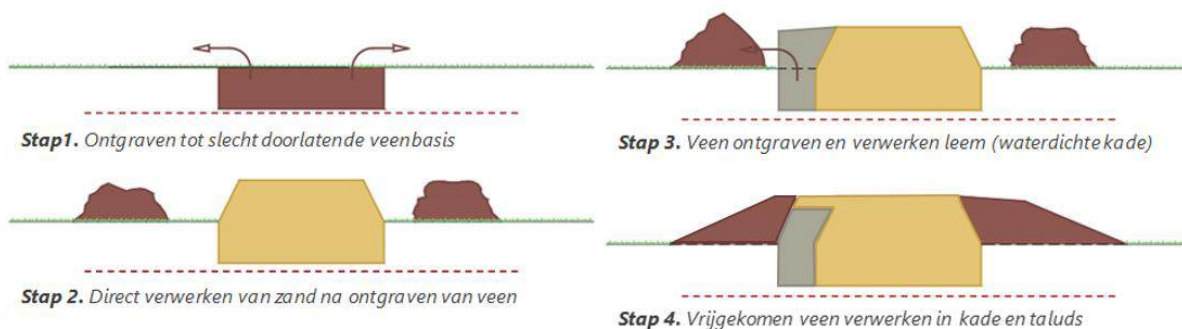 Stap1. Ontgraven tot slecht doorlatende veenbasis
Stap 2. Direct verwerken van zand na ontgraven van veen
Stap 3. Veen ontgraven en verwerken leem (waterdichte kade)
Stap 4. Vrijgekomen veen verwerken in kade en taluds